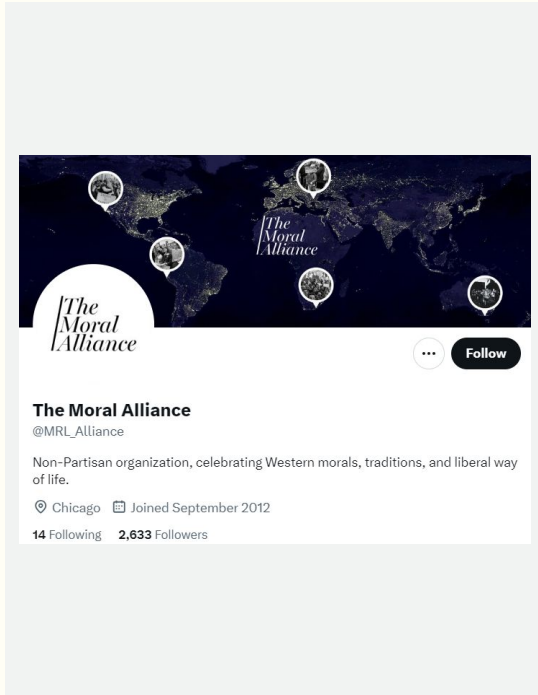 The
Moral
Alliance
The
Moral
Alliance
Follow
The Moral Alliance
@MRL_Alliance
Non-Partisan organization, celebrating Western morals, traditions, and liberal way
of life.
Chicago Joined September 2012
14 Following 2,633 Followers